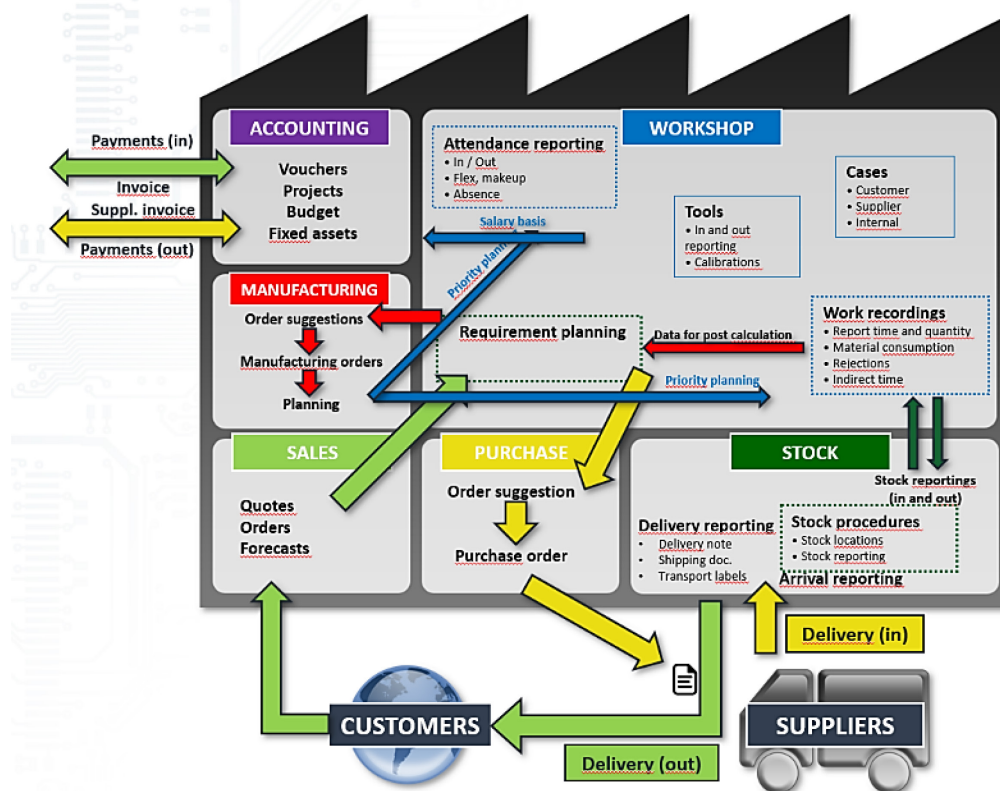 ACCOUNTING
Vouchers
Projects
Budget
Fixed assets
Payments (in)
Invoice
Suppl. invoice
Payments (out)
WORKSHOP
Attendance reporting
• In / Out
• Flex, makeup
• Absence
Cases
• Customer
• Supplier
• Internal
Tools
• In and out
reporting
• Calibrations
Salary basis
Priority plann
MANUFACTURING
Order suggestions
Manufacturing orders
Planning
Requirement planning
Data for post calculation
Work recordings
• Report time and quantity
• Material consumption
• Rejections
• Indirect time
Priority planning
SALES
Quotes
Orders
Forecasts
PURCHASE
Order suggestion
Purchase order
STOCK
Stock reportings
(in and out)
Delivery reporting
• Delivery note
• Shipping doc.
• Transport labels
Stock procedures
• Stock locations
• Stock reporting
Arrival reporting
Delivery (in)
CUSTOMERS
SUPPLIERS
Delivery (out)